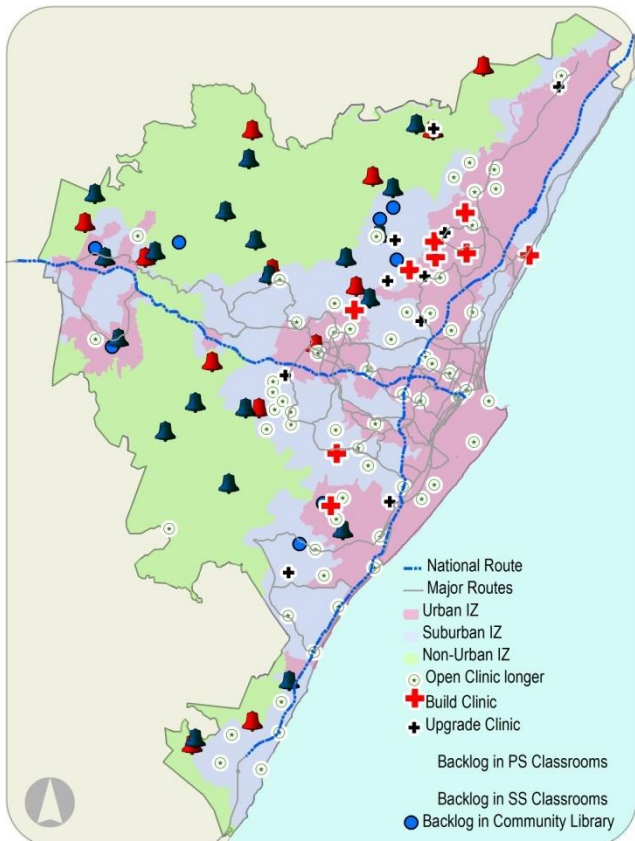 National Route
Major Routes
Urban IZ
Suburban IZ
Non-Urban IZ
Open Clinic longer
Build Clinic
Upgrade Clinic
Backlog in PS Classrooms
Backlog in SS Classrooms
Backlog in Community Library